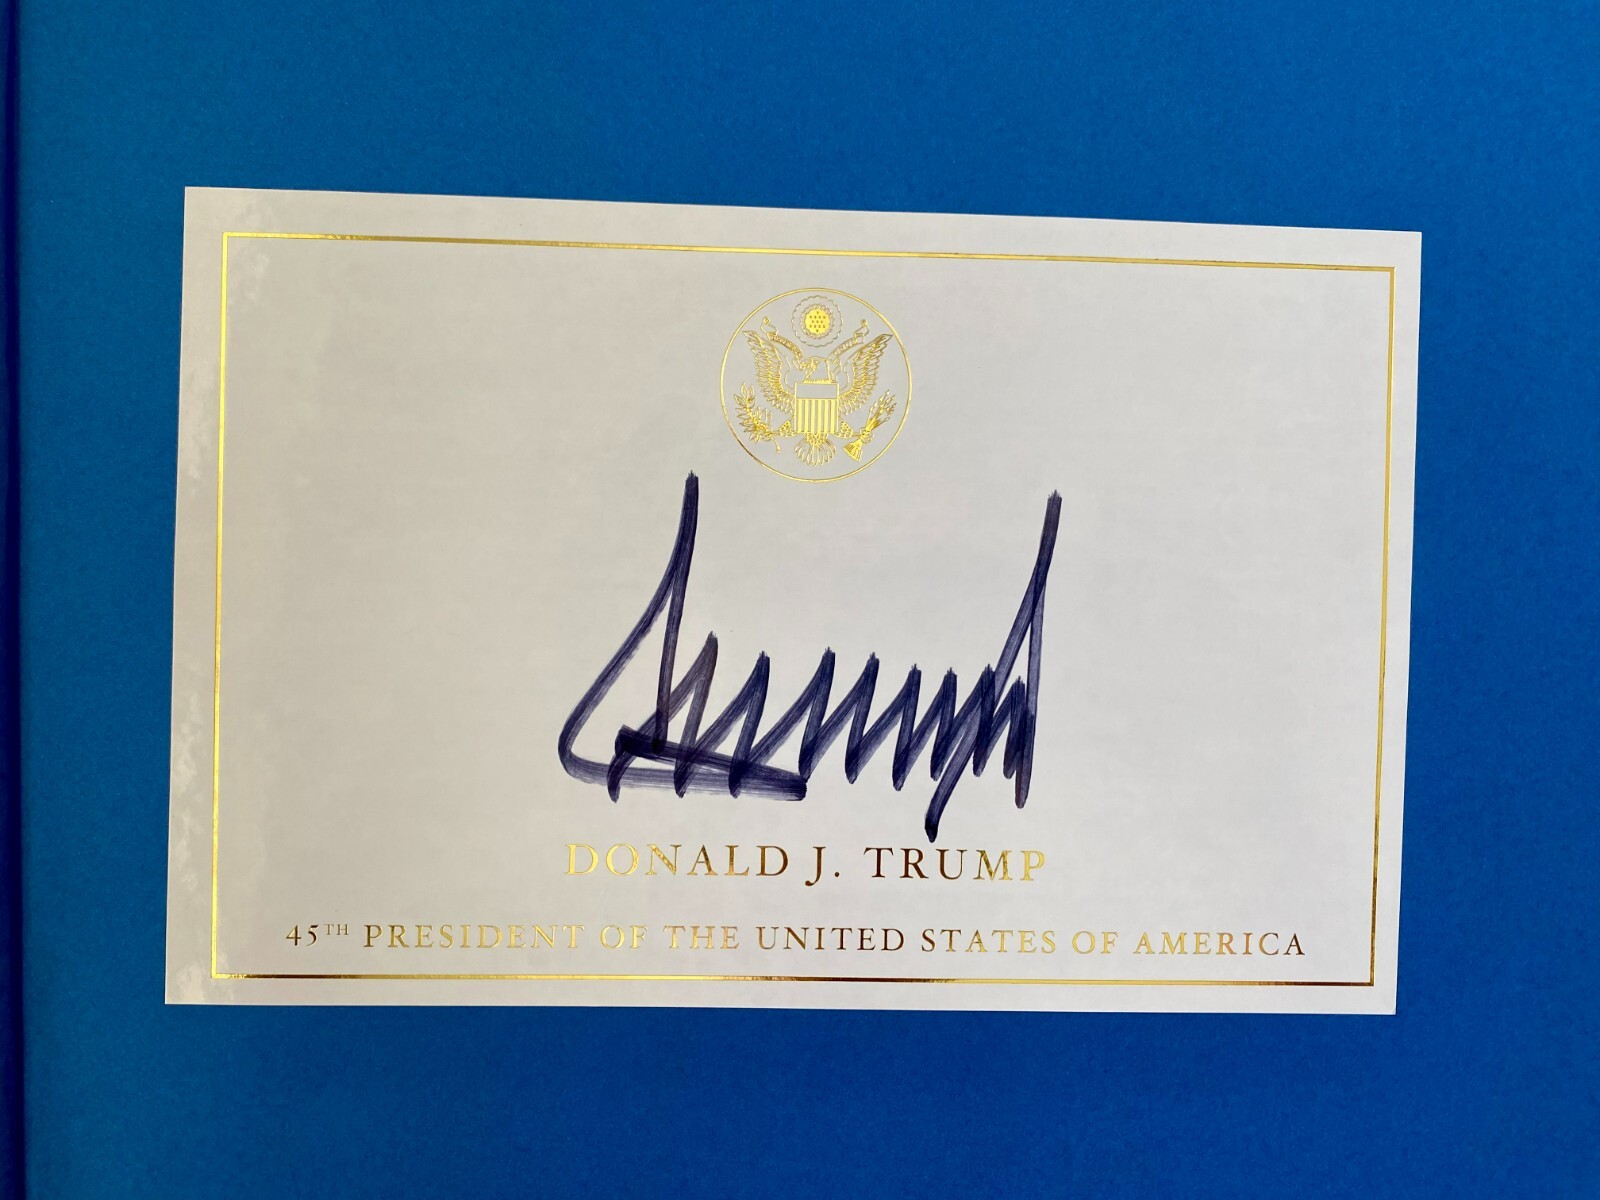 DONALD J. TRUMP
45TH PRESIDENT OF THE UNITED STATES OF AMERICA